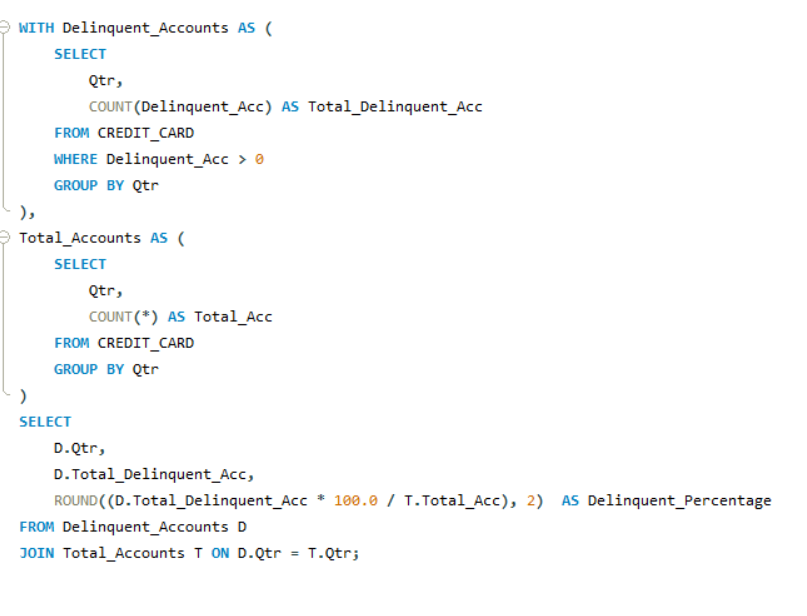 WITH Delinquent_Accounts AS (
    SELECT
        Qtr,
        COUNT(Delinquent_Acc) AS Total_Delinquent_Acc
    FROM CREDIT_CARD
    WHERE Delinquent_Acc > 0
    GROUP BY Qtr
),
Total_Accounts AS (
    SELECT
        Qtr,
        COUNT(*) AS Total_Acc
    FROM CREDIT_CARD
    GROUP BY Qtr
)
SELECT
    D.Qtr,
    D.Total_Delinquent_Acc,
    ROUND((D.Total_Delinquent_Acc * 100.0 / T.Total_Acc), 2)  AS Delinquent_Percentage
FROM Delinquent_Accounts D
JOIN Total_Accounts T ON D.Qtr = T.Qtr;